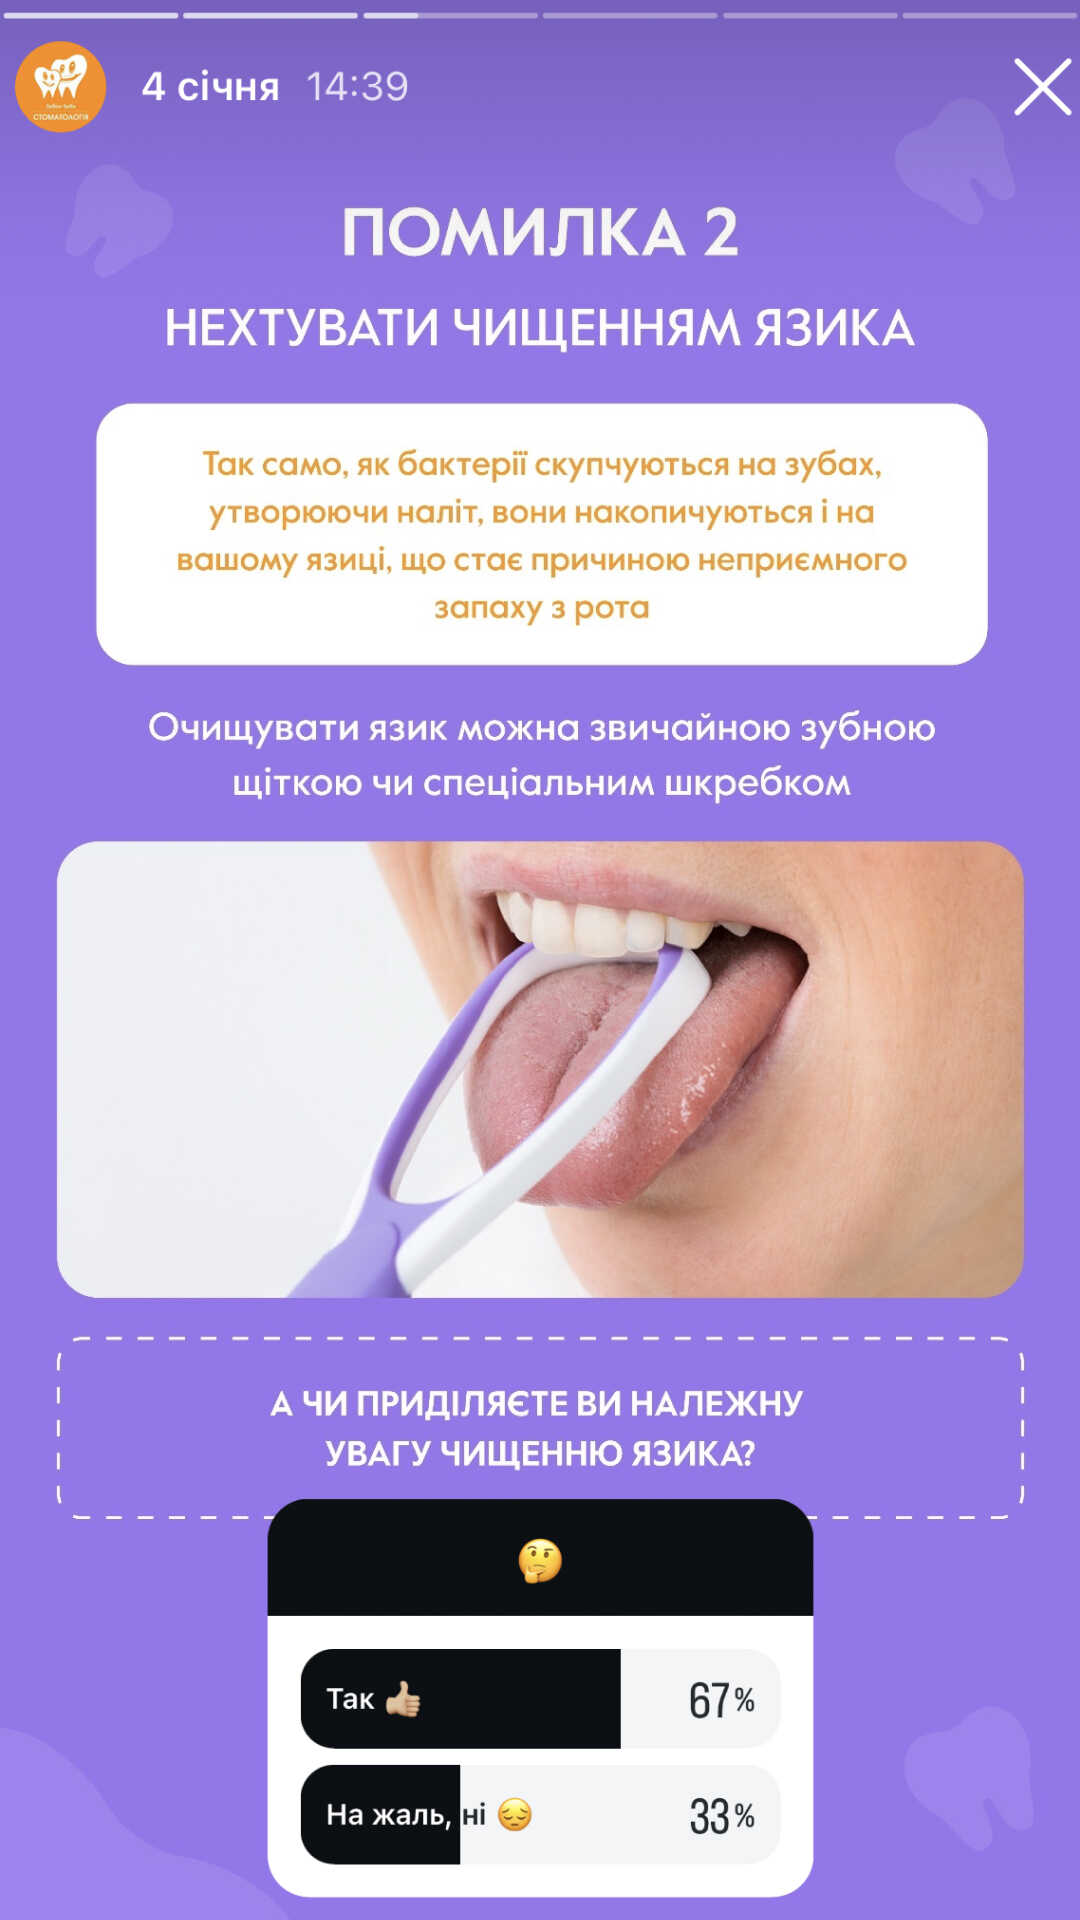 СТОМАТОЛОГІЯ
4 січня 14:39
ПОМИЛКА 2
НЕХТУВАТИ ЧИЩЕННЯМ ЯЗИКА
Так само, як бактерії скупчуються на зубах,
утворюючи наліт, вони накопичуються і на
вашому язиці, що стає причиною неприємного
запаху з рота
Очищувати язик можна звичайною зубною
щіткою чи спеціальним шкребком
А ЧИ ПРИДІЛЯЄТЕ ВИ НАЛЕЖНУ
УВАГУ ЧИЩЕННЮ ЯЗИКА?
🤔
Так 👍🏼 67%
На жаль, ні 😔 33%